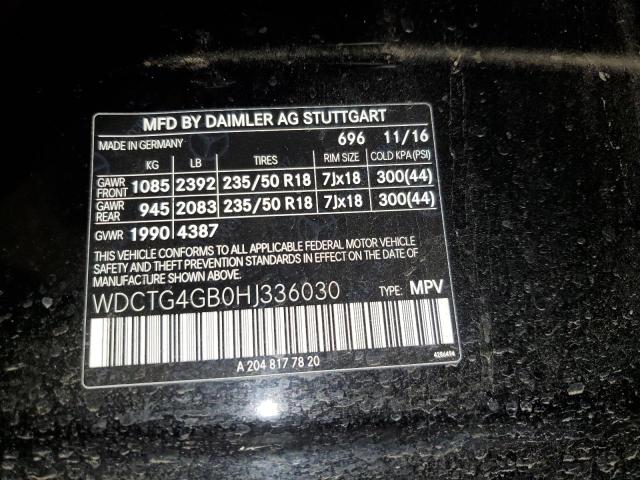 MFD BY DAIMLER AG STUTTGART
MADE IN GERMANY 696 11/16
KG LB TIRES RIM SIZE COLD KPA(PSI)
GAWR FRONT 1085 2392 235/50 R18 7Jx18 300(44)
GAWR REAR 945 2083 235/50 R18 7Jx18 300(44)
GVWR 1990 4387
THIS VEHICLE CONFORMS TO ALL APPLICABLE FEDERAL MOTOR VEHICLE
SAFETY AND THEFT PREVENTION STANDARDS IN EFFECT
ON THE DATE OF MANUFACTURE SHOWN ABOVE.
WDCTG4GB0HJ336030 TYPE: MPV
A 204 817 78 20